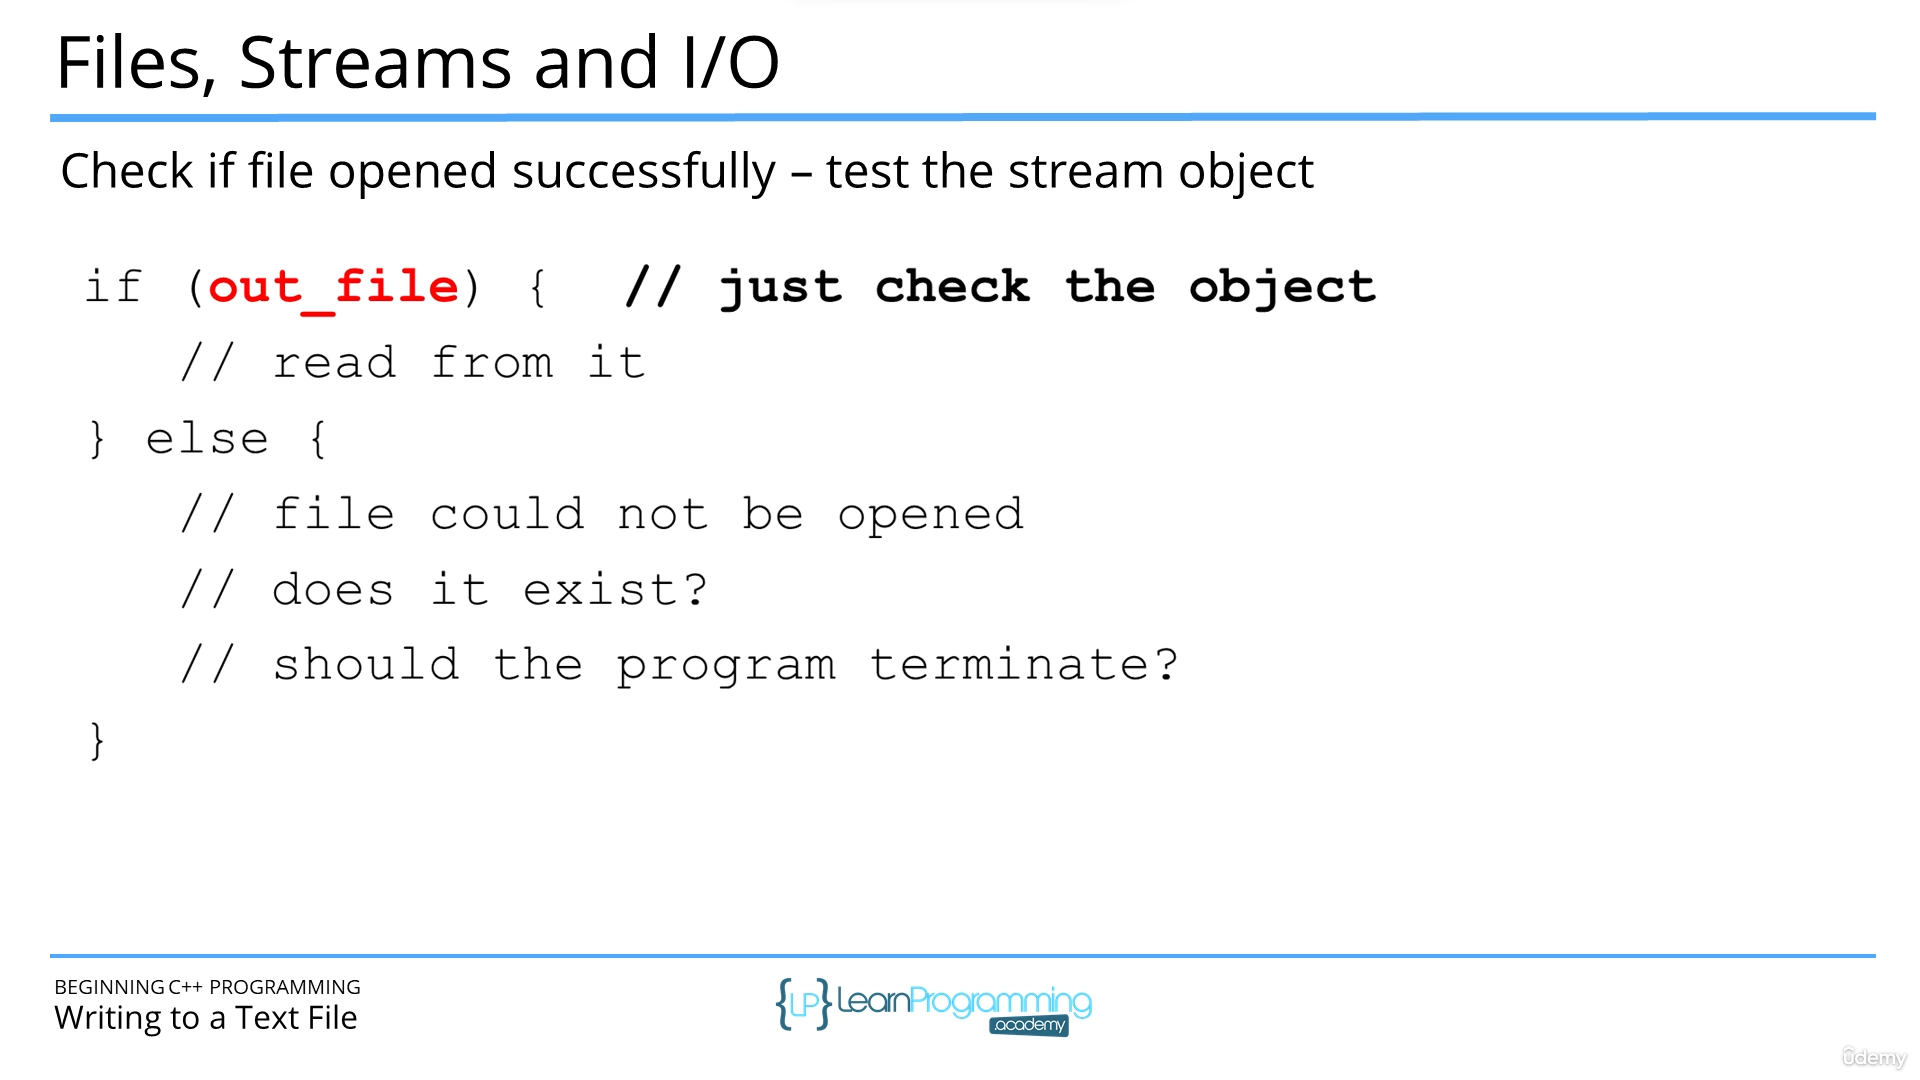 Files, Streams and I/O
Check if file opened successfully – test the stream object
if (out_file) { // just check the object
// read from it
} else {
// file could not be opened
// does it exist?
// should the program terminate?
}
BEGINNING C++ PROGRAMMING
Writing to a Text File
{LP} LearnProgramming
.academy
ûdemy